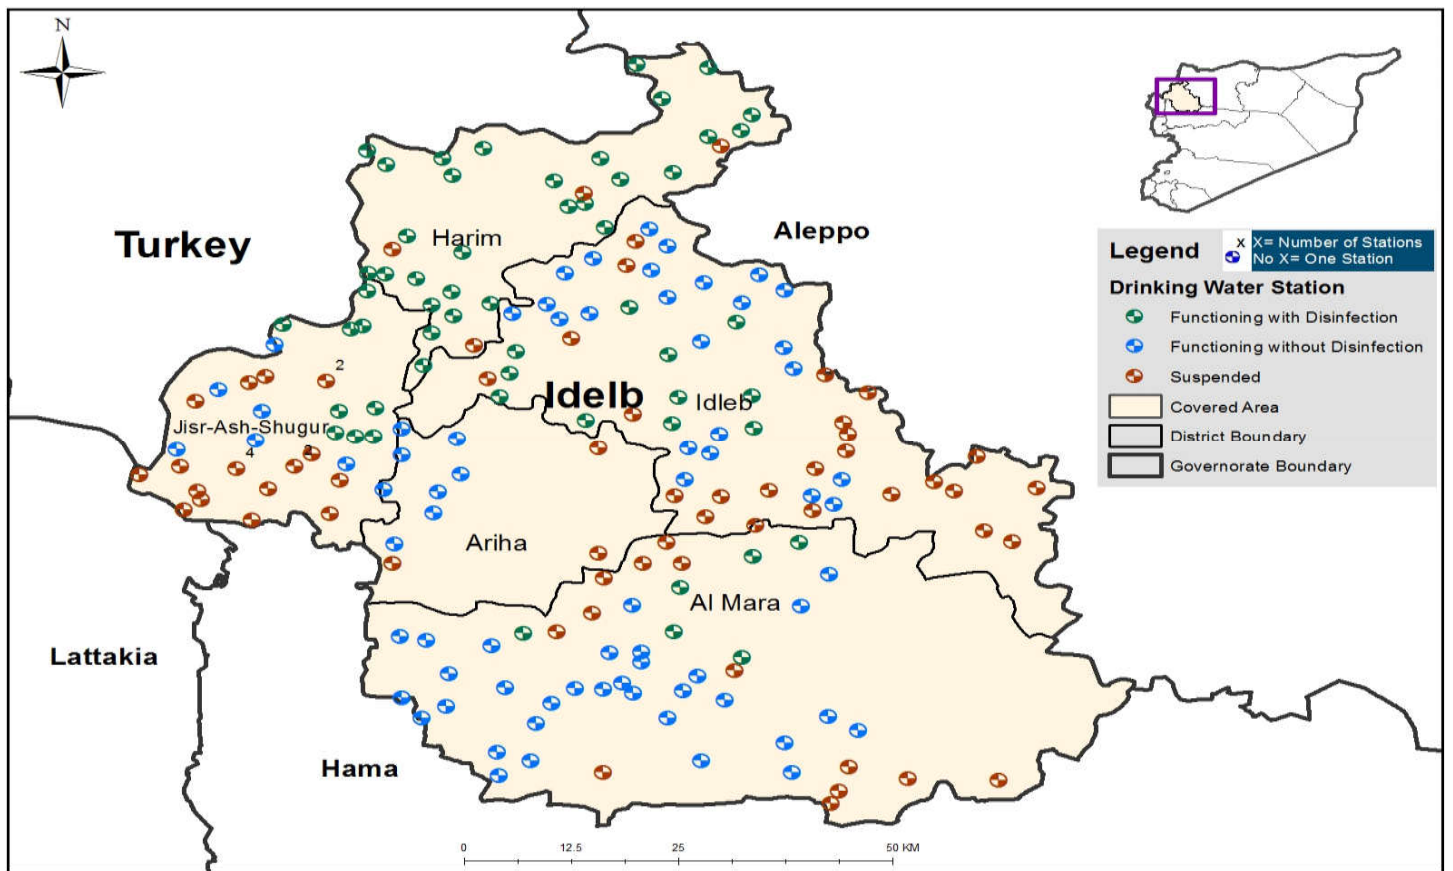 N
Turkey
Harim
Aleppo
Legend
X
X= Number of Stations
No X= One Station
Drinking Water Station
Functioning with Disinfection
Functioning without Disinfection
Suspended
Covered Area
District Boundary
Governorate Boundary
2
Idelb
Idleb
Jisr-Ash-Shugur
4
Ariha
Al Mara
Lattakia
Hama
0 12.5 25 50 KM